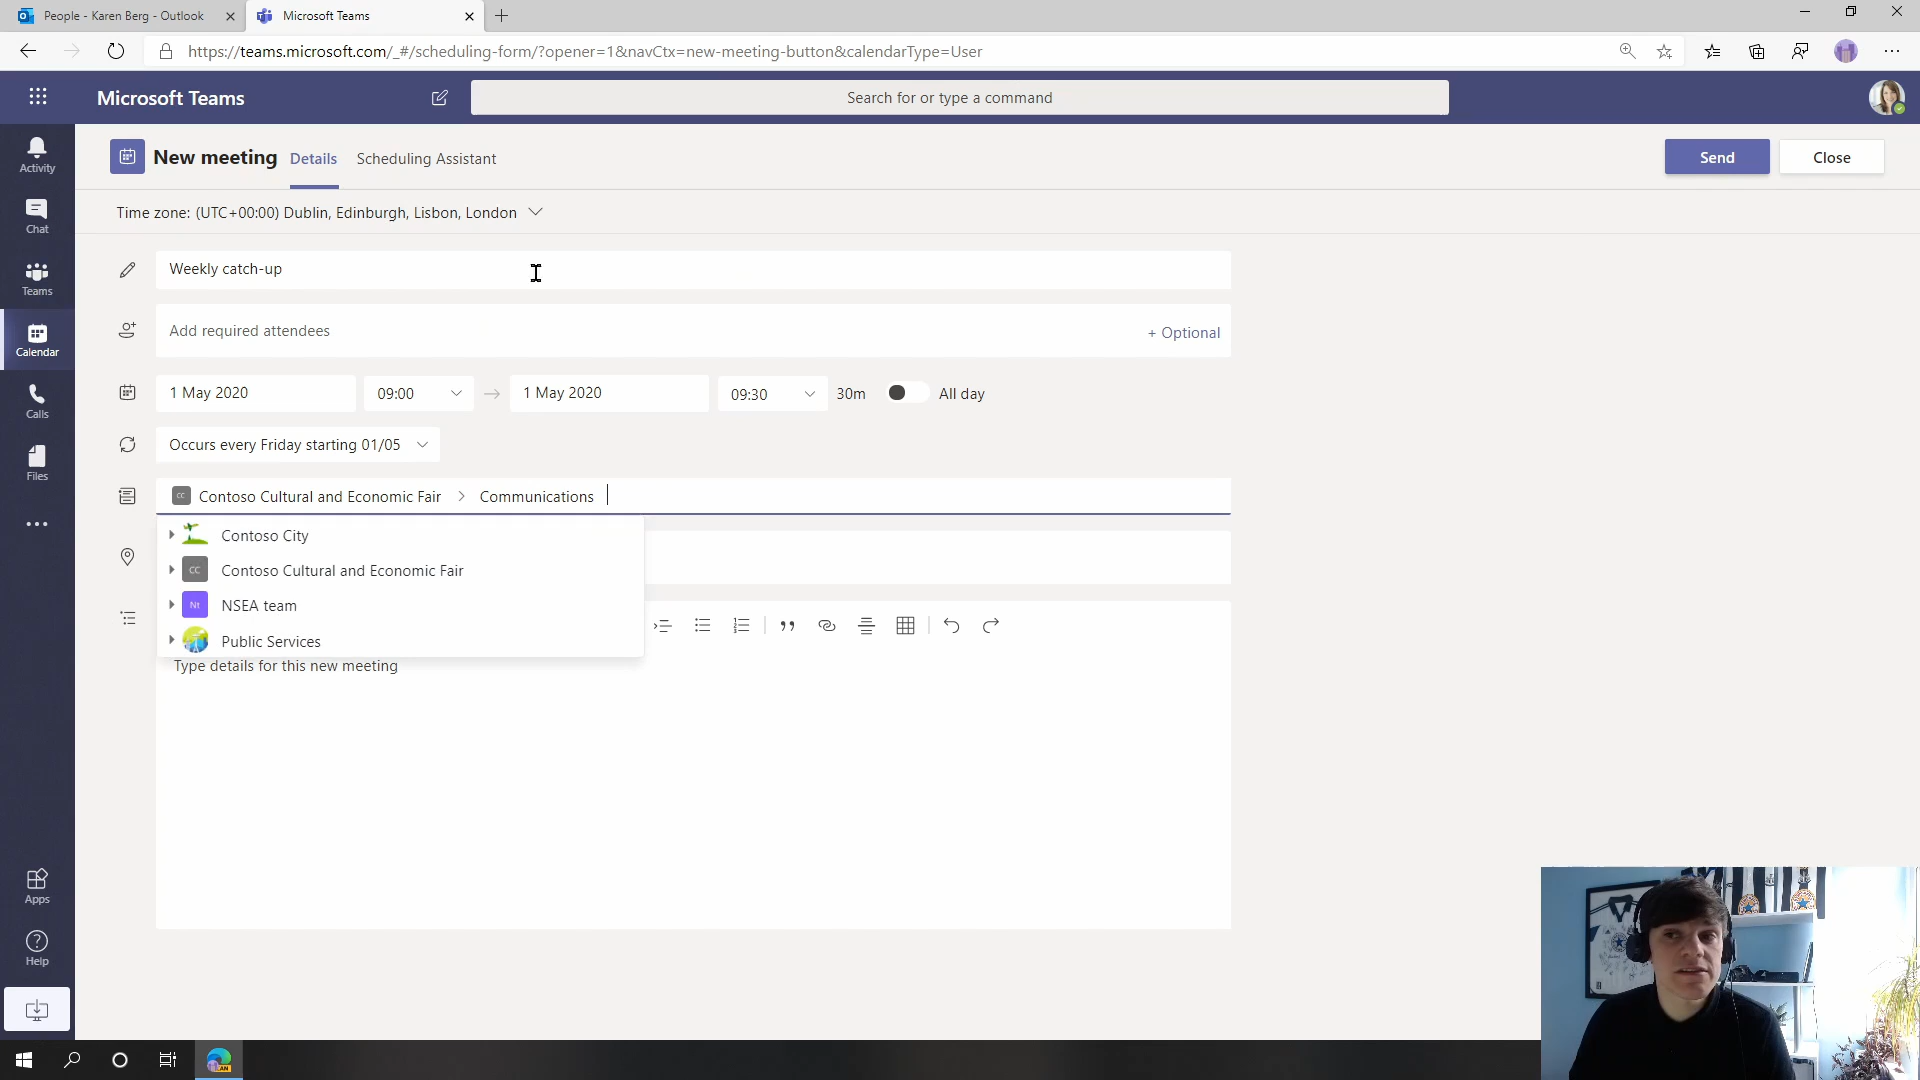 People - Karen Berg - Outlook
Microsoft Teams
https://teams.microsoft.com/_#/scheduling-form/?opener=1&navCtx=new-meeting-button&calendarType=User
Microsoft Teams
Search for or type a command
Activity
Chat
Teams
Calendar
Calls
Files
Apps
Help
New meeting
Details
Scheduling Assistant
Send
Close
Time zone: (UTC+00:00) Dublin, Edinburgh, Lisbon, London
Weekly catch-up
Add required attendees
+ Optional
1 May 2020
09:00
1 May 2020
09:30
30m
All day
Occurs every Friday starting 01/05
CC Contoso Cultural and Economic Fair > Communications
Contoso City
CC Contoso Cultural and Economic Fair
Nt NSEA team
Public Services
Type details for this new meeting